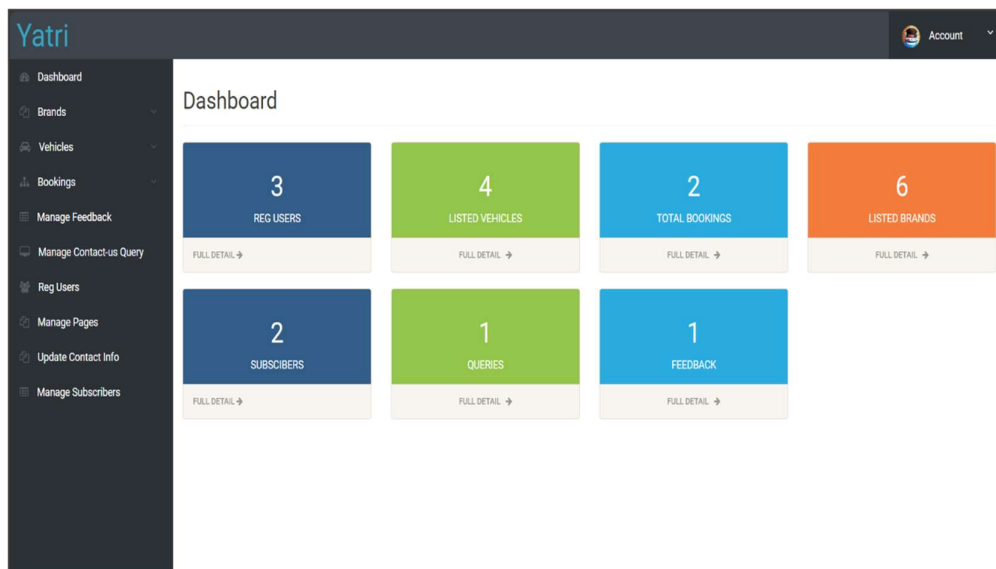 Yatri
Account
Dashboard
Brands
Vehicles
Bookings
Manage Feedback
Manage Contact-us Query
Reg Users
Manage Pages
Update Contact Info
Manage Subscribers
Dashboard
3
REG USERS
FULL DETAIL
4
LISTED VEHICLES
FULL DETAIL
2
TOTAL BOOKINGS
FULL DETAIL
6
LISTED BRANDS
FULL DETAIL
2
SUBSCIBERS
FULL DETAIL
1
QUERIES
FULL DETAIL
1
FEEDBACK
FULL DETAIL